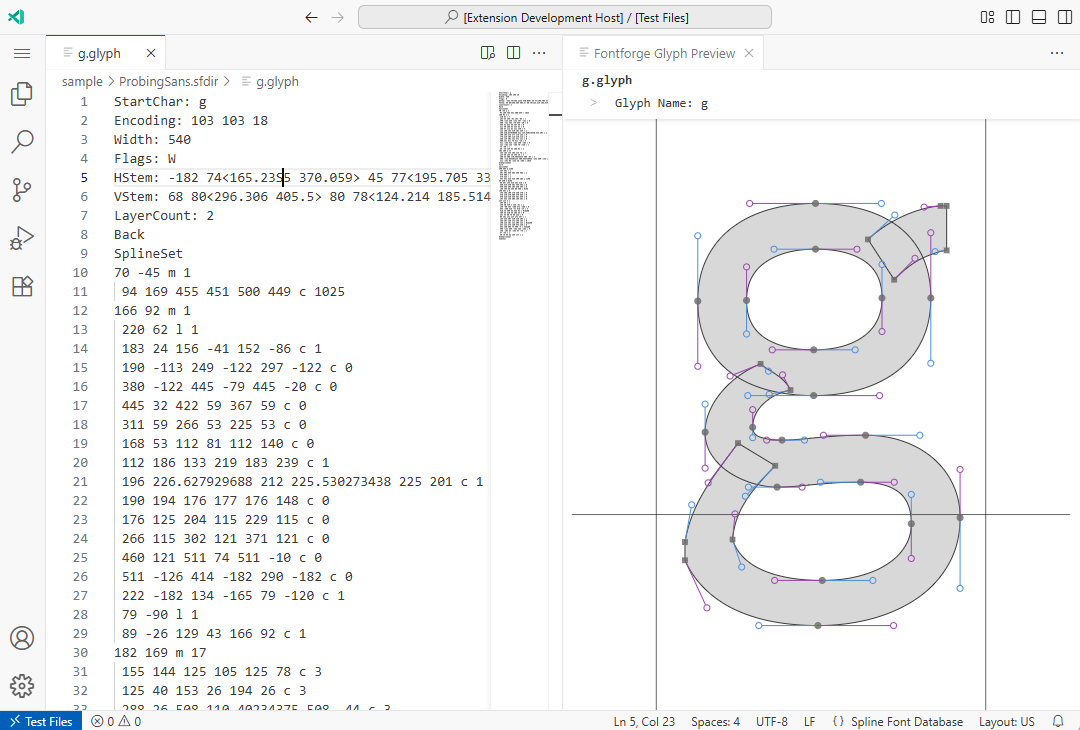 [Extension Development Host] / [Test Files]
g.glyph
Fontforge Glyph Preview
sample > ProbingSans.sfdir > g.glyph
g.glyph
> Glyph Name: g
1 StartChar: g
2 Encoding: 103 103 18
3 Width: 540
4 Flags: W
5 HStem: -182 74<165.235 370.059> 45 77<195.705 33
6 VStem: 68 80<296.306 405.5> 80 78<124.214 185.514
7 LayerCount: 2
8 Back
9 SplineSet
10 70 -45 m 1
11 94 169 455 451 500 449 c 1025
12 166 92 m 1
13 220 62 l 1
14 183 24 156 -41 152 -86 c 1
15 190 -113 249 -122 297 -122 c 0
16 380 -122 445 -79 445 -20 c 0
17 445 32 422 59 367 59 c 0
18 311 59 266 53 225 53 c 0
19 168 53 112 81 112 140 c 0
20 112 186 133 219 183 239 c 1
21 196 226.627929688 212 225.530273438 225 201 c 1
22 190 194 176 177 176 148 c 0
23 176 125 204 115 229 115 c 0
24 266 115 302 121 371 121 c 0
25 460 121 511 74 511 -10 c 0
26 511 -126 414 -182 290 -182 c 0
27 222 -182 134 -165 79 -120 c 1
28 79 -90 l 1
29 89 -26 129 43 166 92 c 1
30 182 169 m 17
31 155 144 125 105 125 78 c 3
32 125 40 153 26 194 26 c 3
33 288 26 508 110.40234375 508 -44 c 3
Test Files 0 0 Ln 5, Col 23 Spaces: 4 UTF-8 LF {} Spline Font Database Layout: US